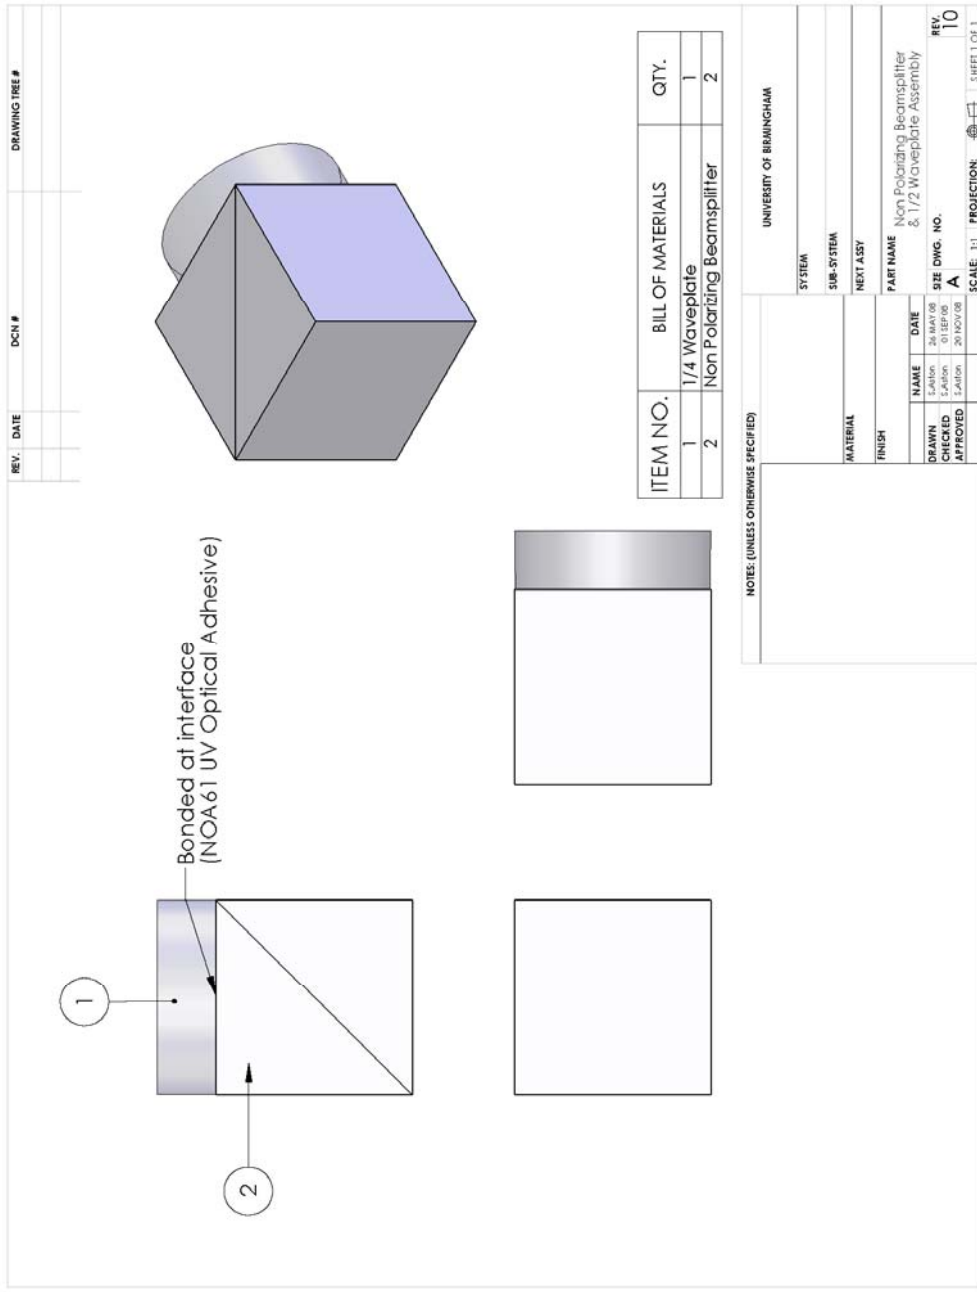 REV. DATE DCN # DRAWING TREE #
1
Bonded at interface
(NOA61 UV Optical Adhesive)
2
ITEM NO. BILL OF MATERIALS QTY.
1 1/4 Waveplate 1
2 Non Polarizing Beamsplitter 2
NOTES: (UNLESS OTHERWISE SPECIFIED)
UNIVERSITY OF BIRMINGHAM
SYSTEM
SUB-SYSTEM
MATERIAL NEXT ASSY
FINISH PART NAME
Non Polarizing Beamsplitter
& 1/2 Waveplate Assembly
NAME DATE
DRAWN S.Aston 26 MAY 08 SIZE DWG. NO. REV.
CHECKED S.Aston 01 SEP 08 A 10
APPROVED S.Aston 20 NOV 08
SCALE: 1:1 PROJECTION: SHEET 1 OF 1